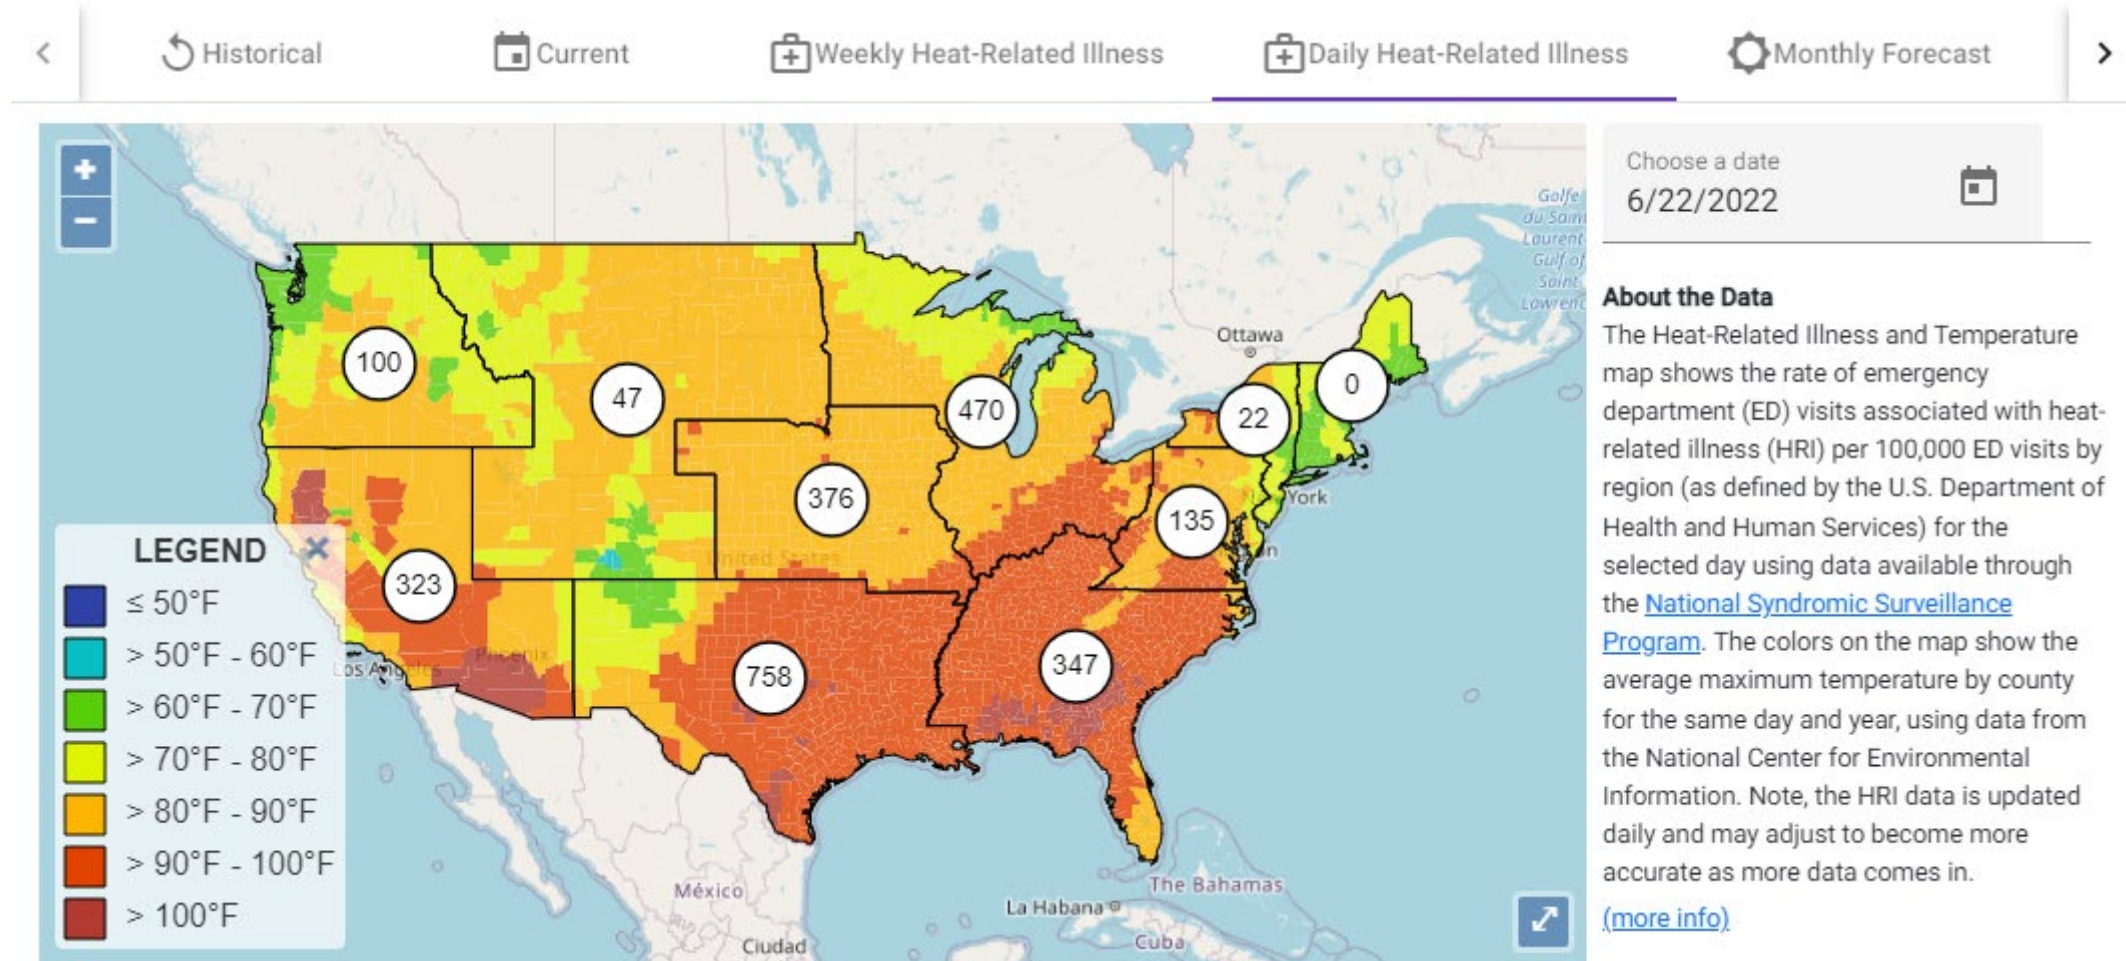 Historical
Current
Weekly Heat-Related Illness
Daily Heat-Related Illness
Monthly Forecast
+
−
Choose a date
6/22/2022
Golfe
du Saint
Laurent
Gulf of
Saint
Lawrenc
Ottawa
100
47
470
22
0
376
135
York
323
United States
758
347
Los Angeles
Phoenix
LEGEND
≤ 50°F
> 50°F - 60°F
> 60°F - 70°F
> 70°F - 80°F
> 80°F - 90°F
> 90°F - 100°F
> 100°F
México
Ciudad
La Habana
The Bahamas
Cuba
About the Data
The Heat-Related Illness and Temperature
map shows the rate of emergency
department (ED) visits associated with heat-
related illness (HRI) per 100,000 ED visits by
region (as defined by the U.S. Department of
Health and Human Services) for the
selected day using data available through
the National Syndromic Surveillance
Program. The colors on the map show the
average maximum temperature by county
for the same day and year, using data from
the National Center for Environmental
Information. Note, the HRI data is updated
daily and may adjust to become more
accurate as more data comes in.
(more info)